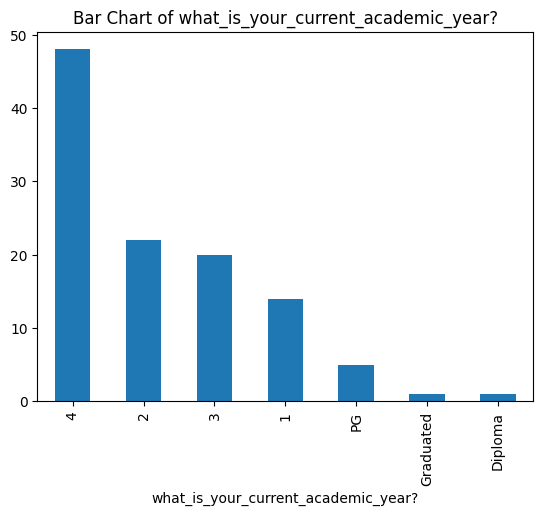 Bar Chart of what_is_your_current_academic_year?
50
40
30
20
10
0
4
2
3
1
PG
Graduated
Diploma
what_is_your_current_academic_year?